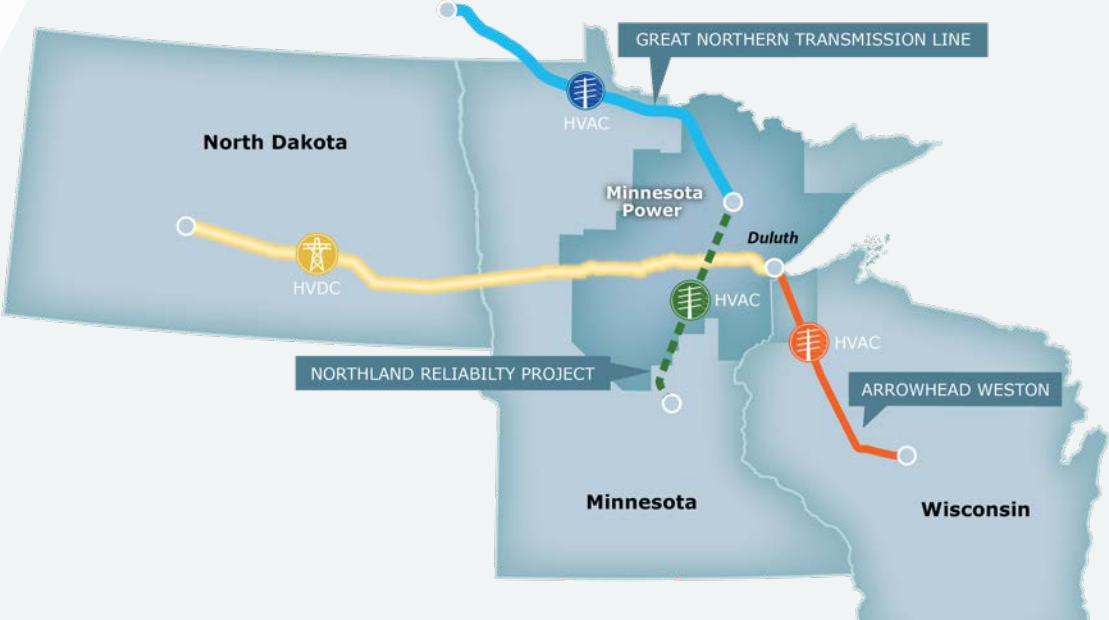 GREAT NORTHERN TRANSMISSION LINE
HVAC
North Dakota
Minnesota
Power
Duluth
HVDC
HVAC
HVAC
NORTHLAND RELIABILTY PROJECT
ARROWHEAD WESTON
Minnesota
Wisconsin